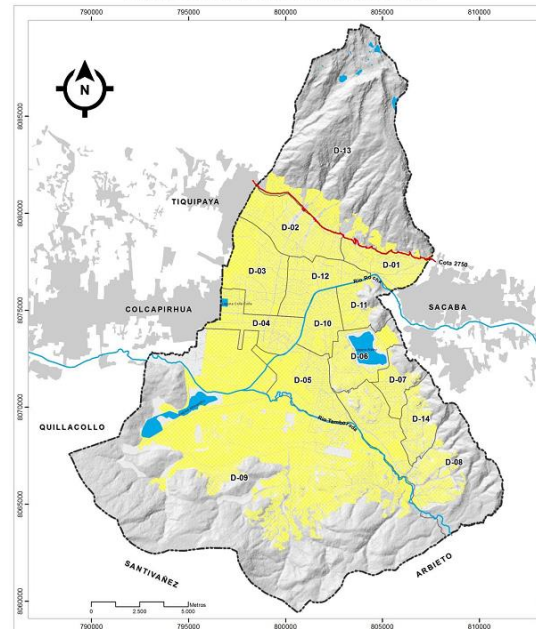 790000 795000 800000 805000 810000
N
8085000
D-13
TIQUIPAYA
8080000
D-02
Cota 2750
D-01
D-03
D-12
Rio Rocha
8075000
D-11
SACABA
COLCAPIRHUA
D-04
D-10
D-06
D-05
D-07
8070000
Rio Tamborada
D-14
QUILLACOLLO
D-08
D-09
8065000
SANTIVAÑEZ
ARBIETO
Metros
0 2.500 5.000
8060000
790000 795000 800000 805000 810000